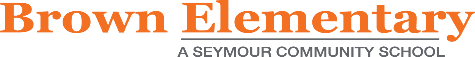 Brown Elementary
A SEYMOUR COMMUNITY SCHOOL